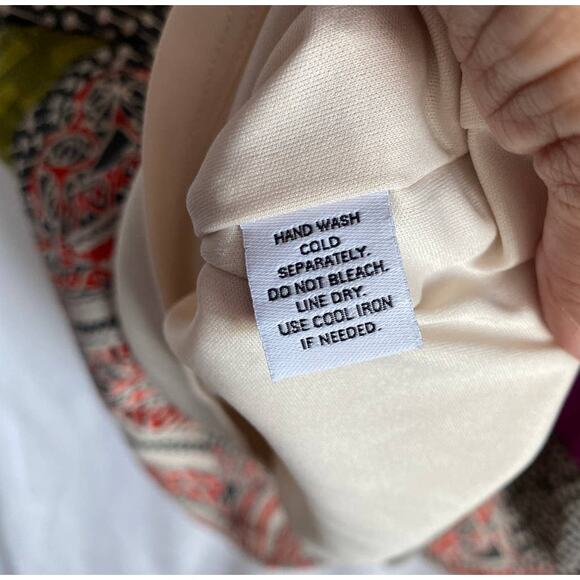 HAND WASH
COLD
SEPARATELY.
DO NOT BLEACH.
LINE DRY.
USE COOL IRON
IF NEEDED.